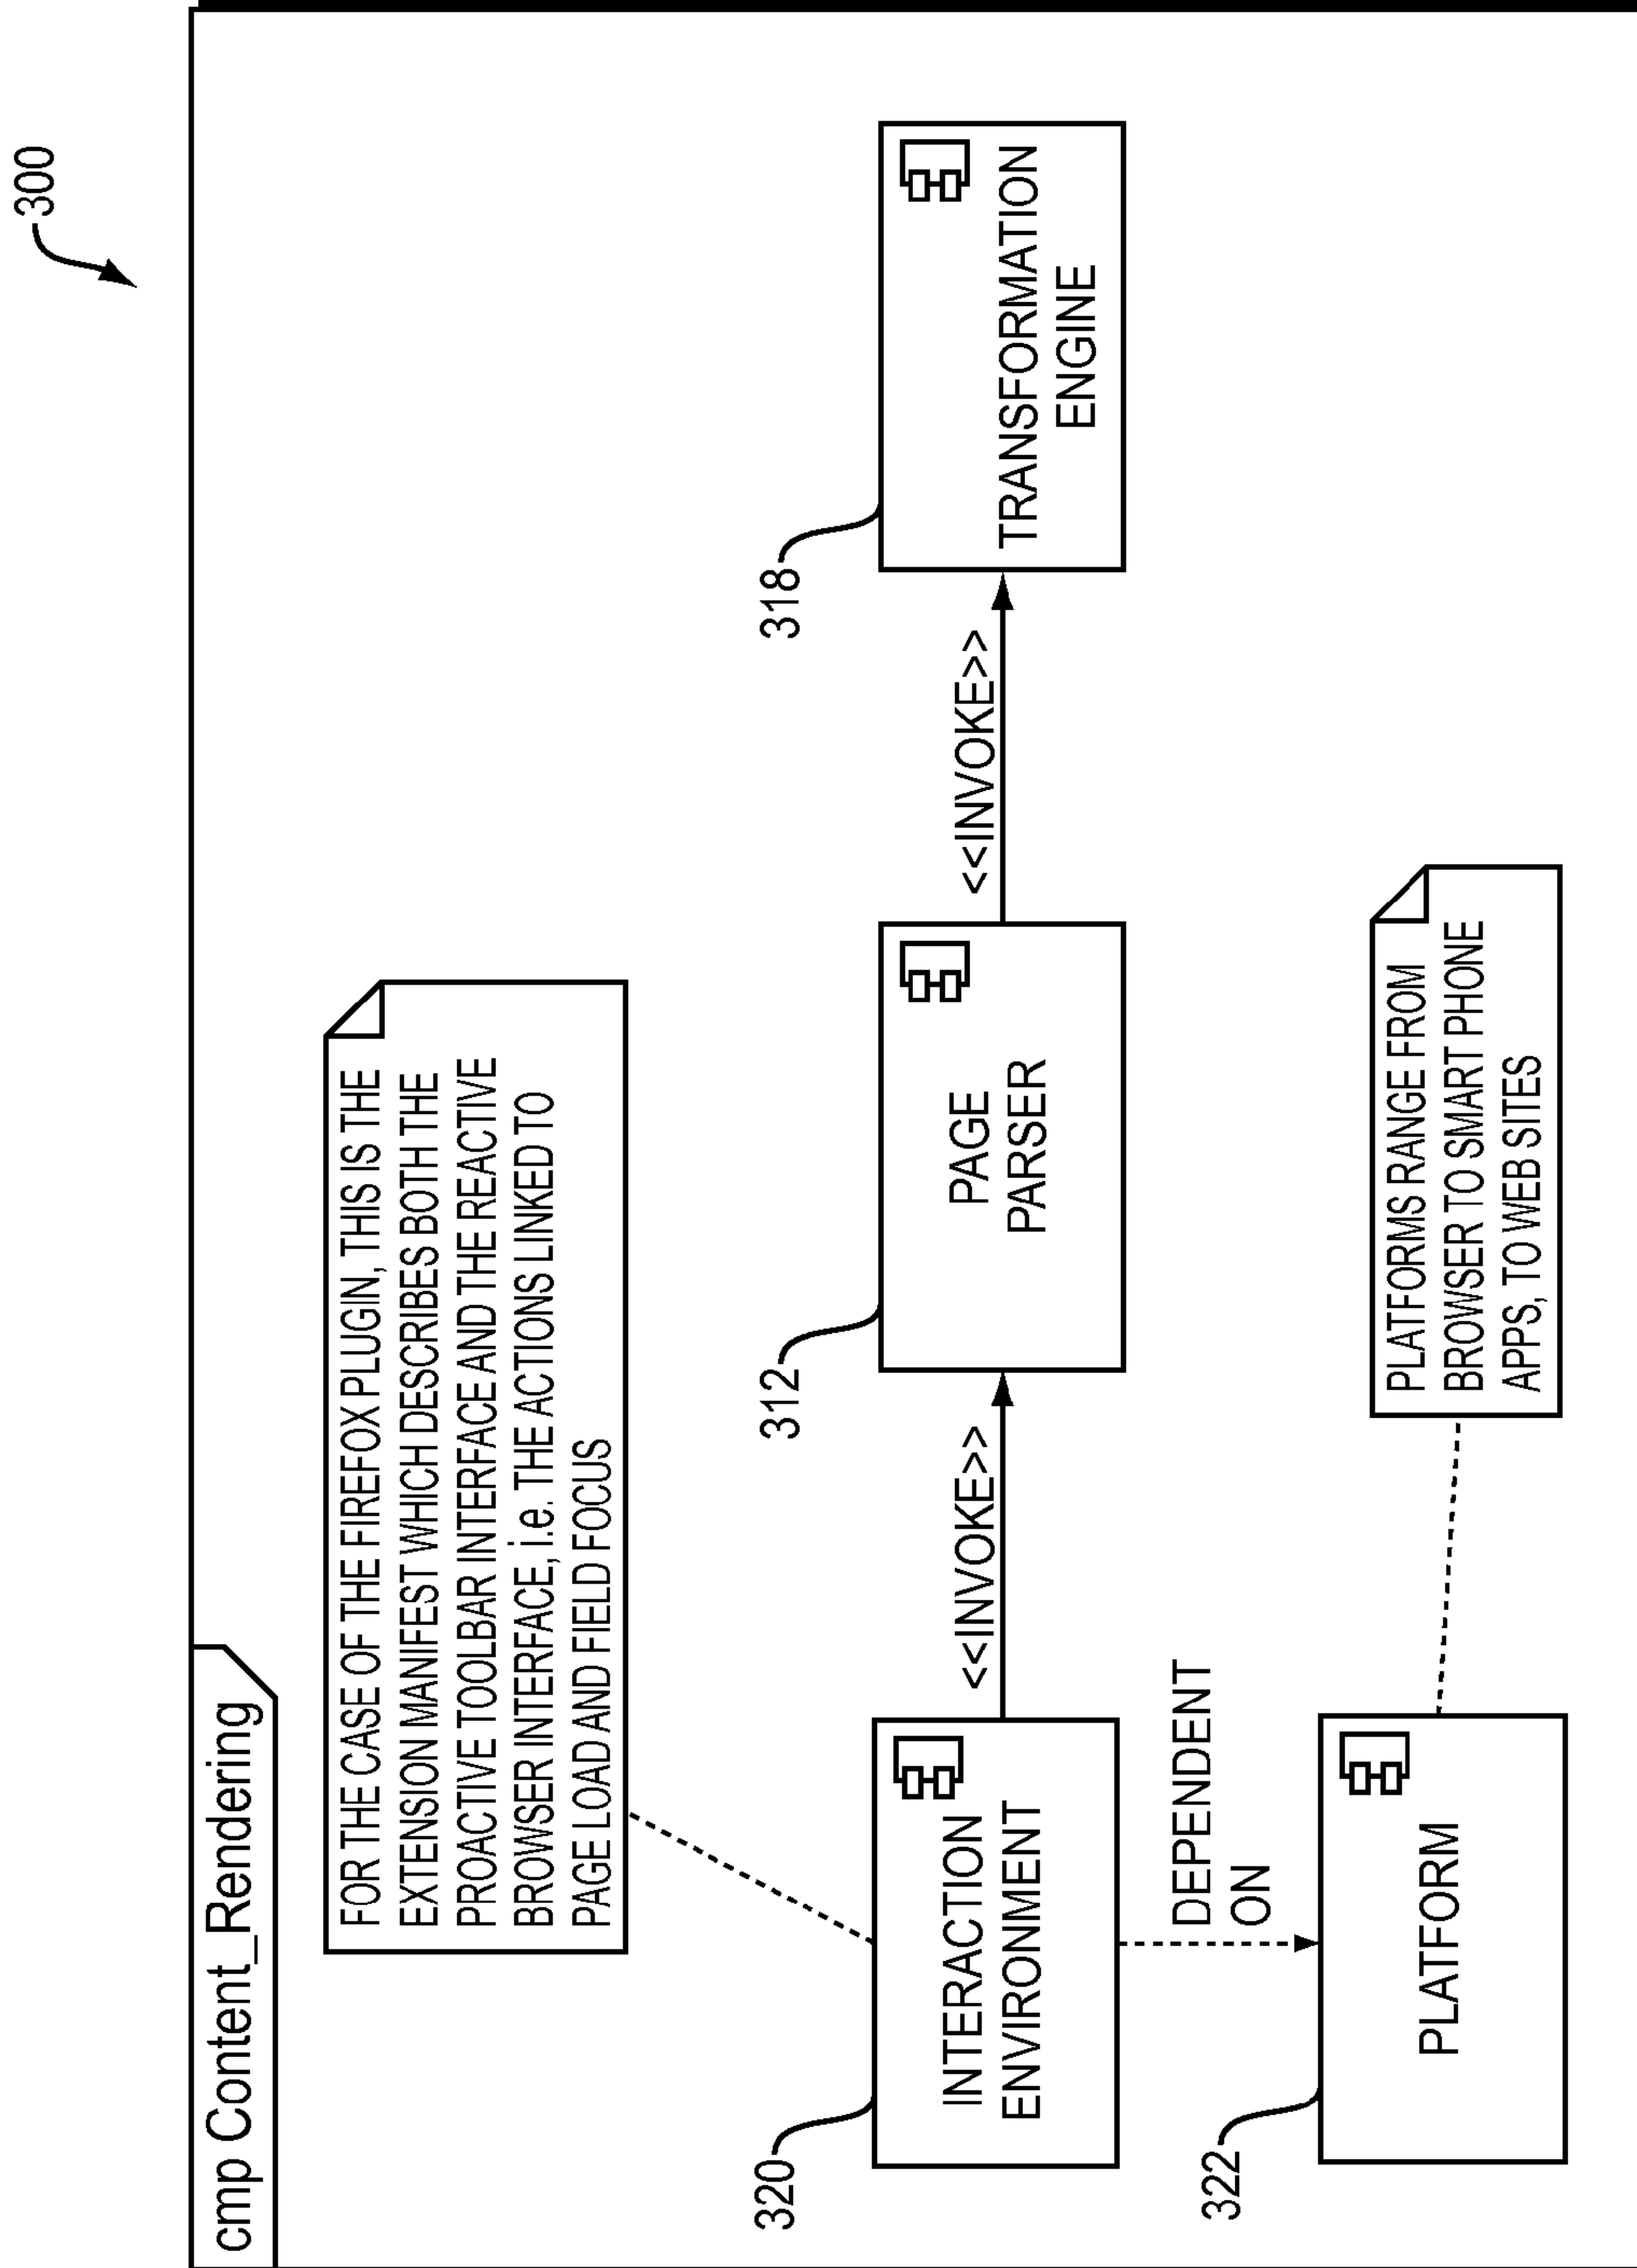 300
cmp Content_Rendering
FOR THE CASE OF THE FIREFOX PLUGIN, THIS IS THE
EXTENSION MANIFEST WHICH DESCRIBES BOTH THE
PROACTIVE TOOLBAR INTERFACE AND THE REACTIVE
BROWSER INTERFACE, i.e. THE ACTIONS LINKED TO
PAGE LOAD AND FIELD FOCUS
320
INTERACTION
ENVIRONMENT
<<INVOKE>>
312
PAGE
PARSER
<<INVOKE>>
318
TRANSFORMATION
ENGINE
DEPENDENT
ON
322
PLATFORM
PLATFORMS RANGE FROM
BROWSER TO SMART PHONE
APPS, TO WEB SITES